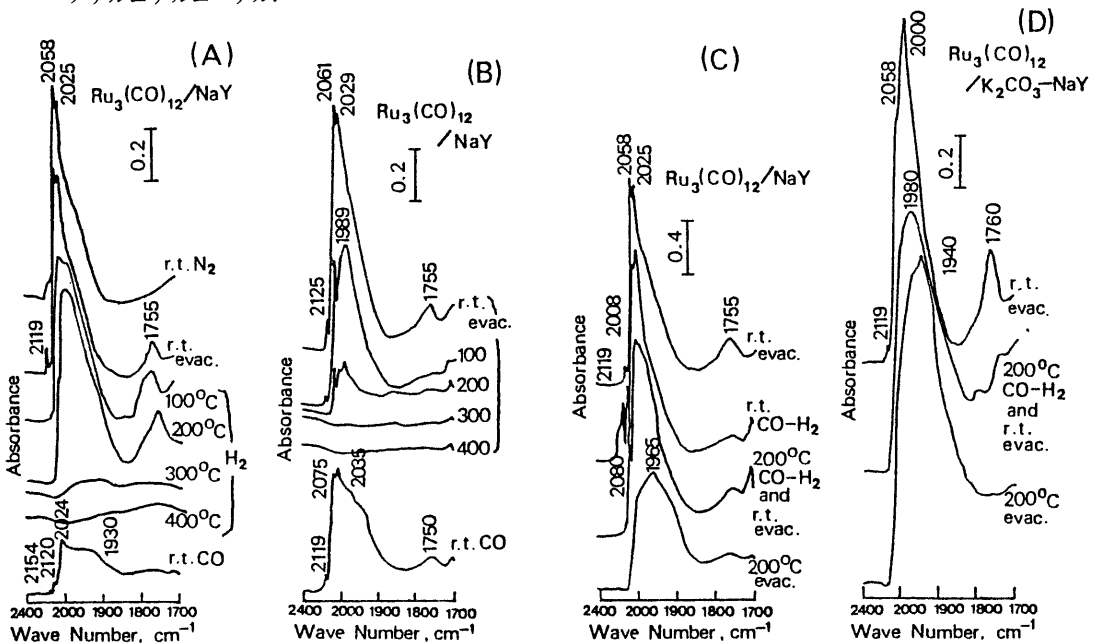 (A)
2058
2025
Ru3(CO)12/NaY
0.2
r.t. N2
2119
1755
r.t.
evac.
100°C
200°C
300°C
H2
400°C
2024
1930
2154
2120
r.t. CO
Absorbance
2400 2000 1800 1700
Wave Number, cm⁻¹
(B)
2061
2029
Ru3(CO)12
/NaY
0.2
1989
2125
1755
r.t.
evac.
100
200
300
400
2075
2035
2119
1750
r.t. CO
Absorbance
2400 2000 1800 1700
Wave Number, cm⁻¹
(C)
2058
2025
Ru3(CO)12/NaY
0.4
2008
2119
1755
r.t.
evac.
r.t.
CO-H2
2080
1965
200°C
CO-H2
and
r.t.
evac.
200°C
evac.
Absorbance
2400 2000 1800 1700
Wave Number, cm⁻¹
(D)
2058
2000
Ru3(CO)12
/K2CO3-NaY
0.2
1980
1940
1760
2119
r.t.
evac.
200°C
CO-H2
and
r.t.
evac.
200°C
evac.
Absorbance
2400 2000 1800 1700
Wave Number, cm⁻¹